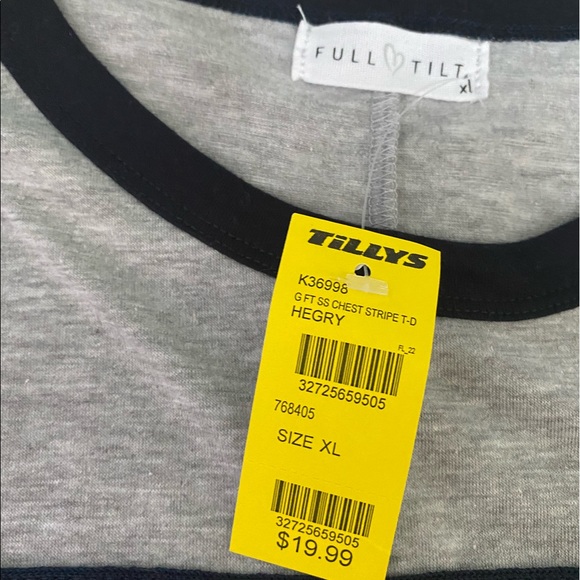 FULL TILT
xl
TiLLYS
K36998
G FT SS CHEST STRIPE T-D
HEGRY
FL_22
32725659505
768405
SIZE XL
32725659505
$19.99